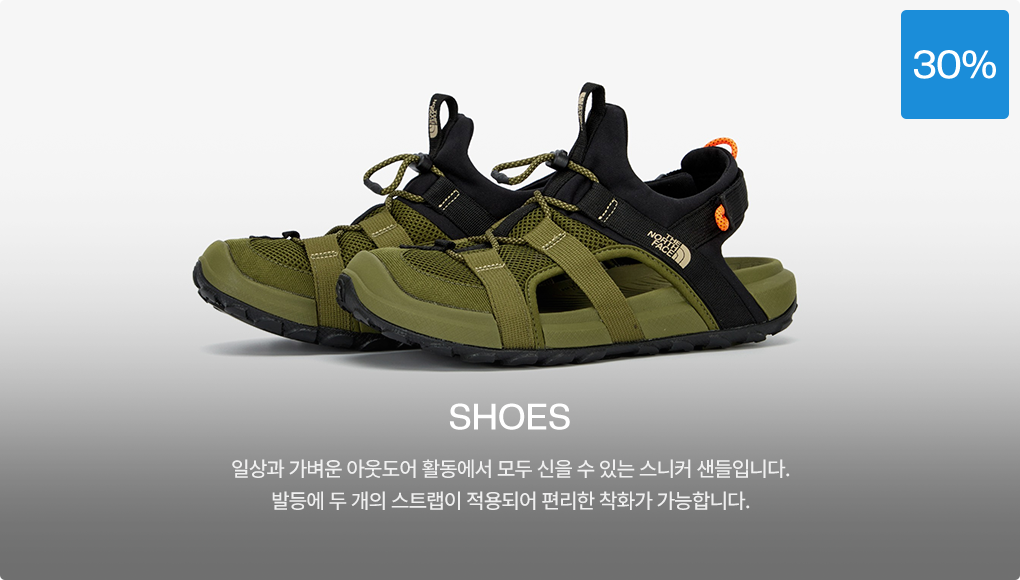 30%
THE
NORTH
FACE
SHOES
일상과 가벼운 아웃도어 활동에서 모두 신을 수 있는 스니커 샌들입니다.
발등에 두 개의 스트랩이 적용되어 편리한 착화가 가능합니다.